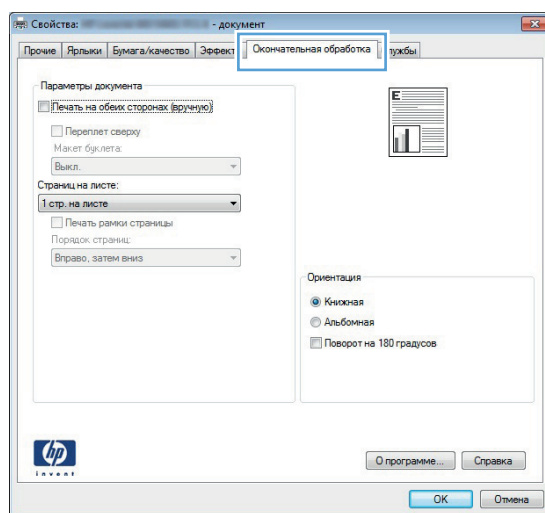 Свойства: - документ
Прочие Ярлыки Бумага/качество Эффект Окончательная обработка лужбы
Параметры документа
Печать на обеих сторонах (вручную)
Переплет сверху
Макет буклета:
Выкл.
Страниц на листе:
1 стр. на листе
Печать рамки страницы
Порядок страниц:
Вправо, затем вниз
E
Ориентация
Книжная
Альбомная
Поворот на 180 градусов
hp
invent
О программе... Справка
OK Отмена